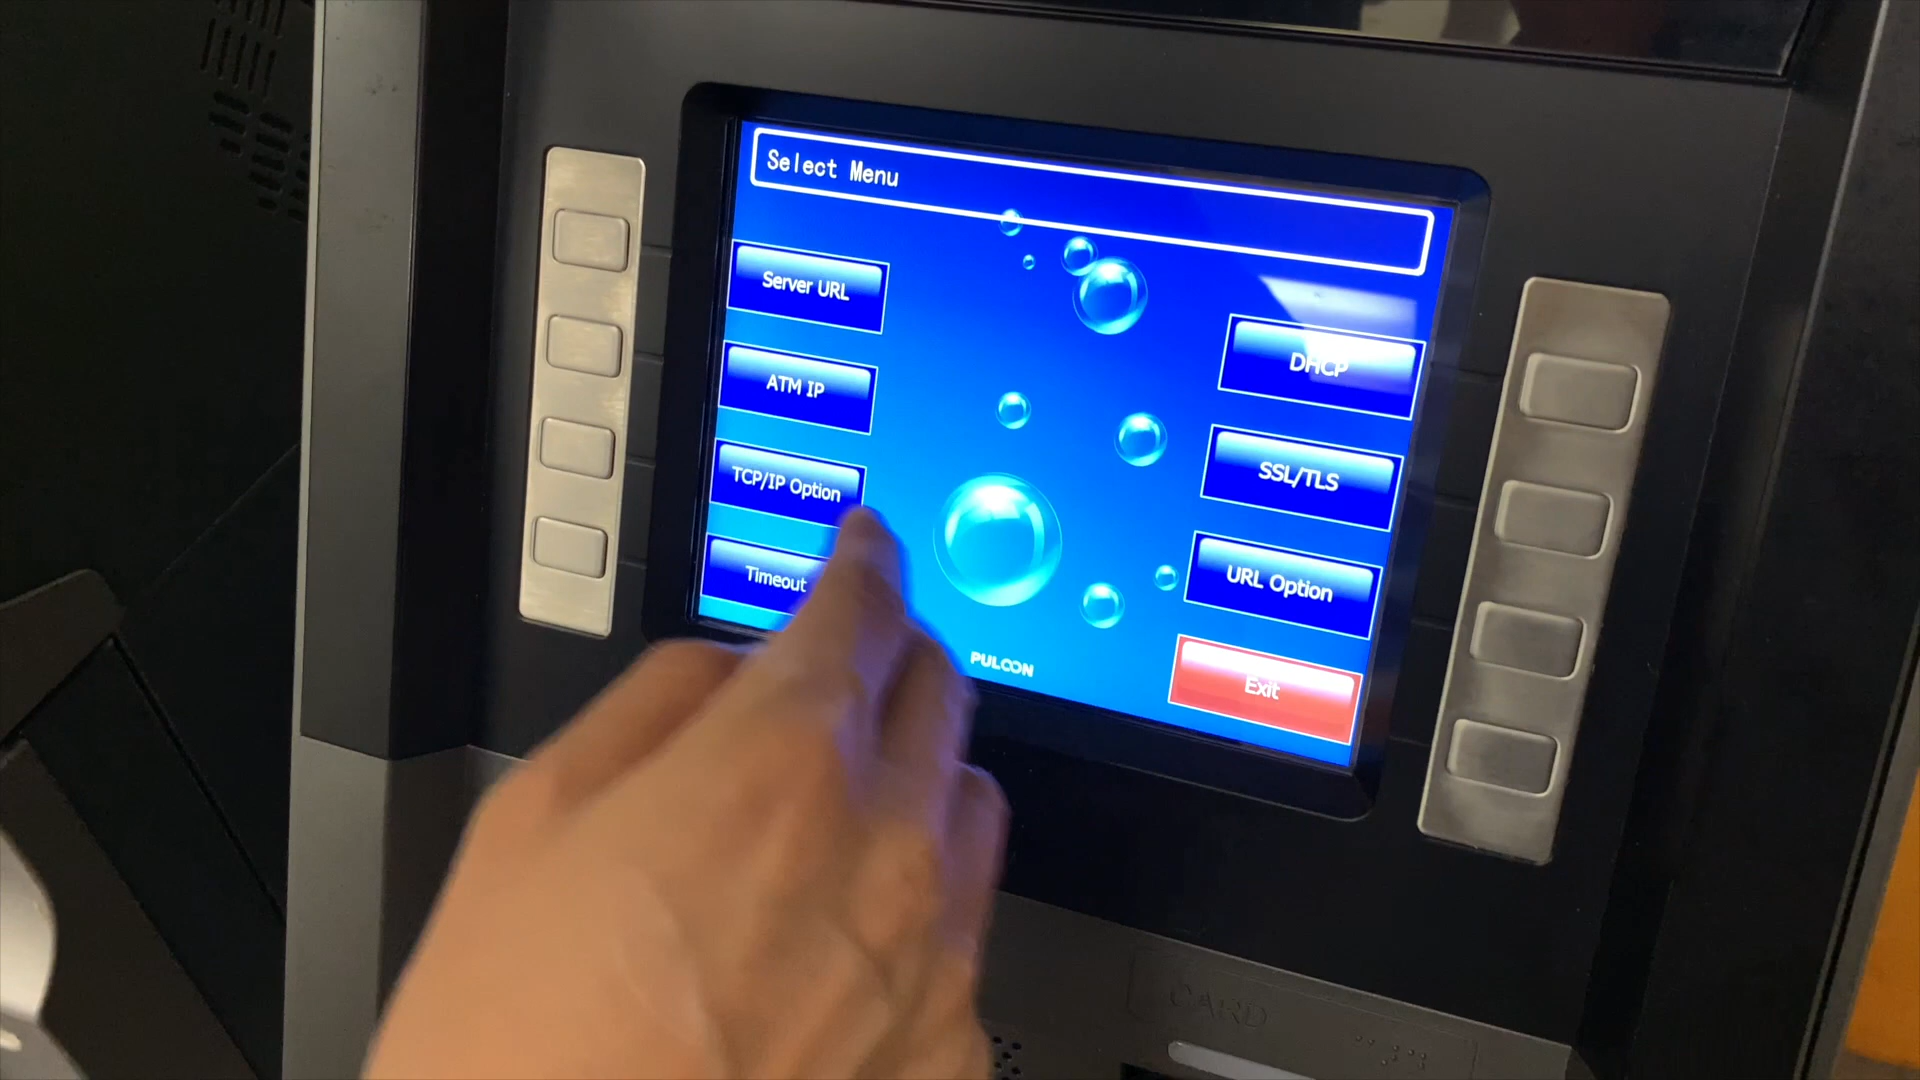 Select Menu
Server URL
ATM IP
TCP/IP Option
Timeout
DHCP
SSL/TLS
URL Option
Exit
PULOON
CARD